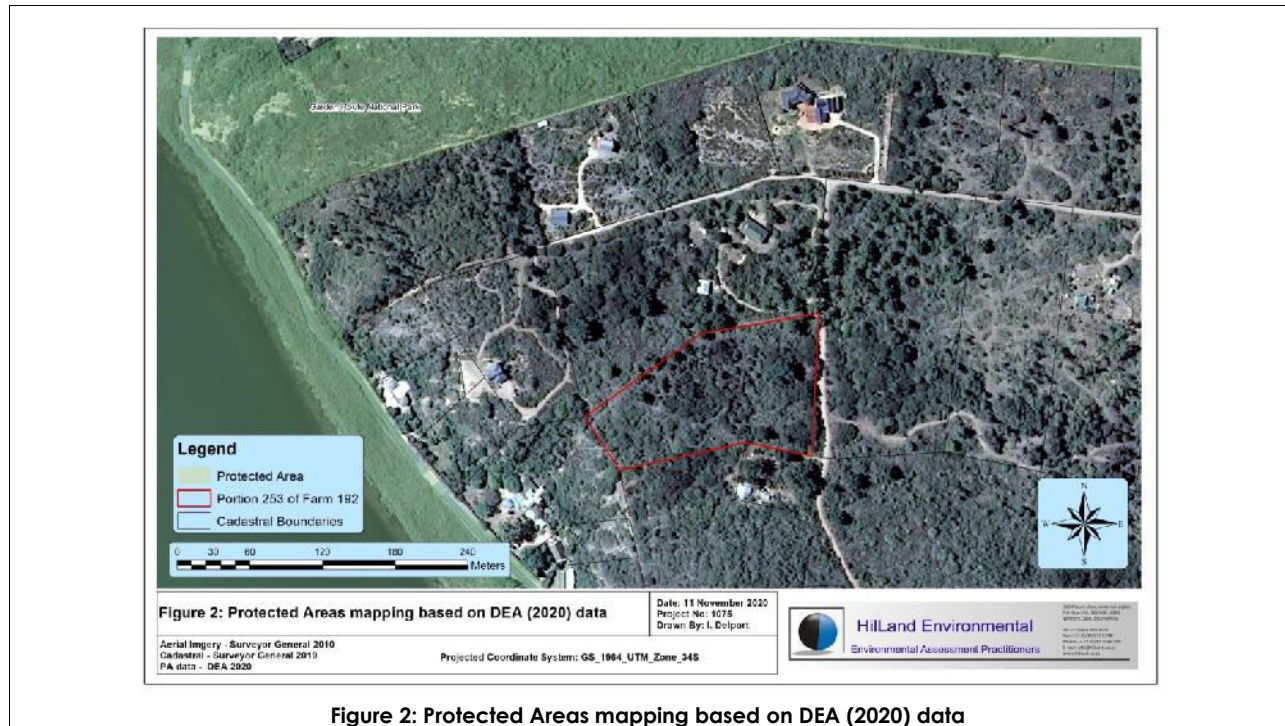 Garden Route National Park
Legend
Protected Area
Portion 253 of Farm 192
Cadastral Boundaries
0 30 60 120 180 240
Meters
N
W E
S
Figure 2: Protected Areas mapping based on DEA (2020) data
Date: 11 November 2020
Project No: 1075
Drawn By: I. Delport
Aerial Imgery - Surveyor General 2010
Cadastral - Surveyor General 2019
PA data - DEA 2020
Projected Coordinate System: GS_1984_UTM_Zone_34S
HilLand Environmental
Environmental Assessment Practitioners
Figure 2: Protected Areas mapping based on DEA (2020) data